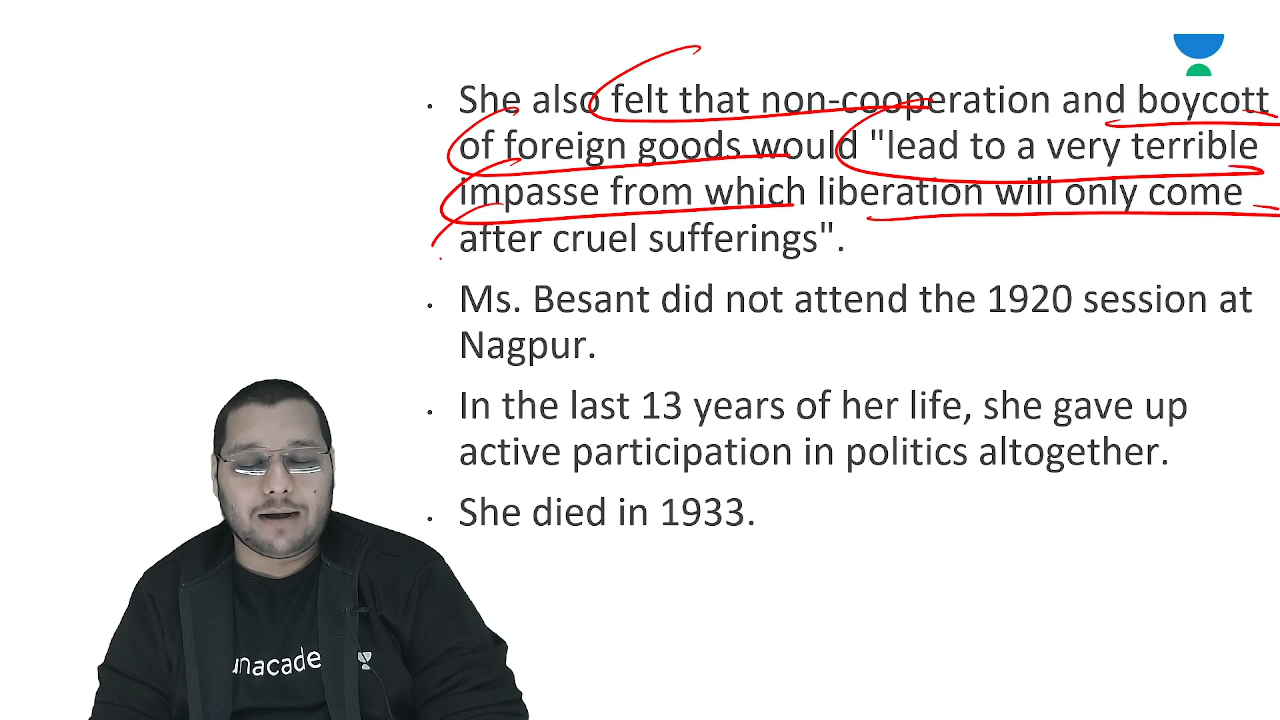 She also felt that non-cooperation and boycott
of foreign goods would "lead to a very terrible
impasse from which liberation will only come
after cruel sufferings".
Ms. Besant did not attend the 1920 session at
Nagpur.
In the last 13 years of her life, she gave up
active participation in politics altogether.
She died in 1933.
unacade